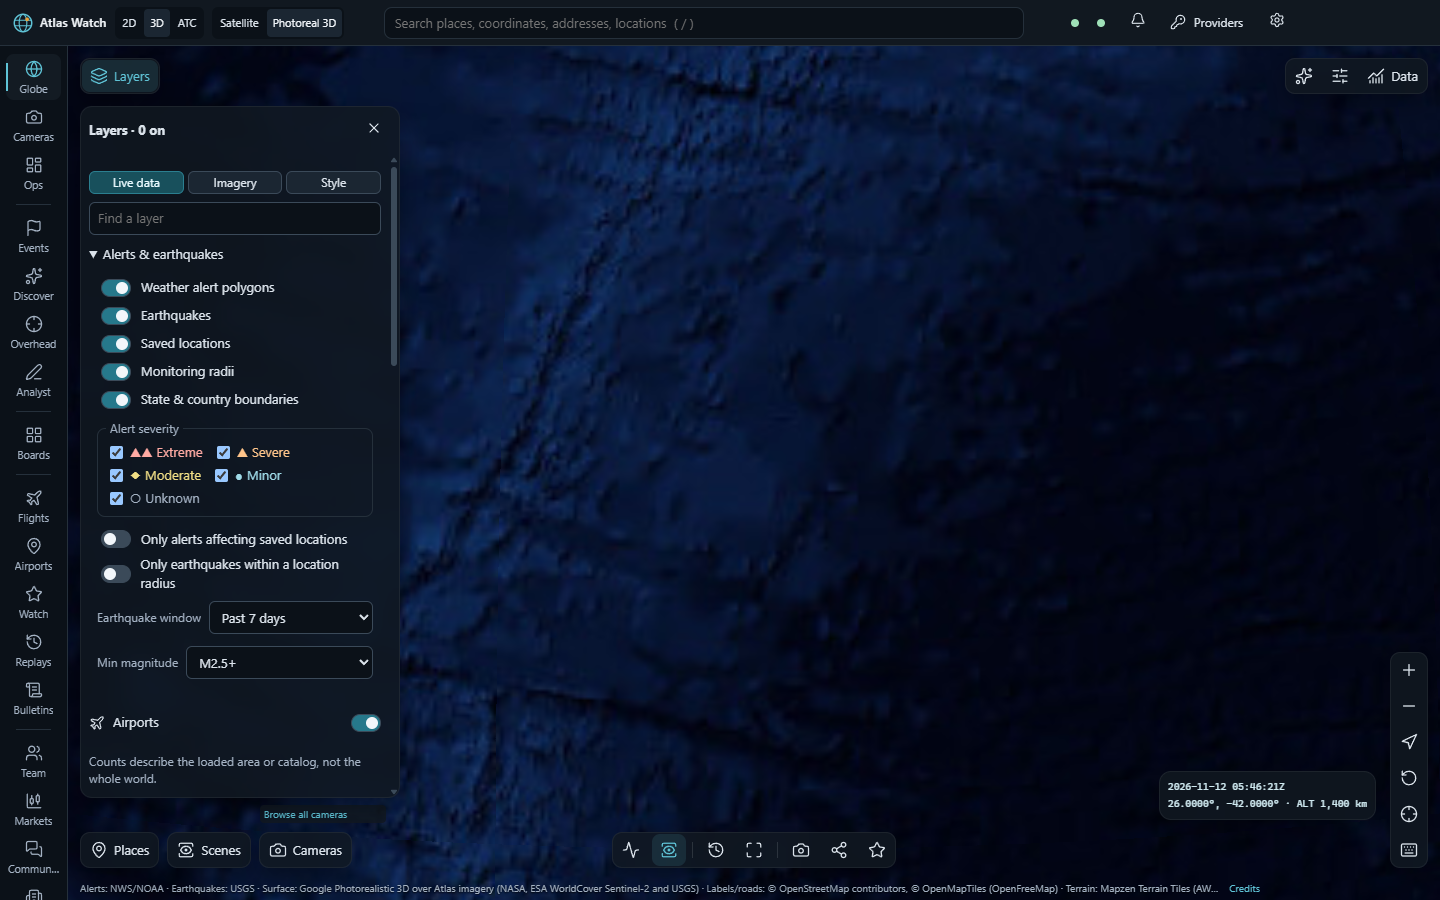 Atlas Watch
2D
3D
ATC
Satellite
Photoreal 3D
Search places, coordinates, addresses, locations ( / )
Providers
Globe
Cameras
Ops
Events
Discover
Overhead
Analyst
Boards
Flights
Airports
Watch
Replays
Bulletins
Team
Markets
Commun...
Layers
Data
Layers · 0 on
Live data
Imagery
Style
Find a layer
Alerts & earthquakes
Weather alert polygons
Earthquakes
Saved locations
Monitoring radii
State & country boundaries
Alert severity
Extreme
Severe
Moderate
Minor
Unknown
Only alerts affecting saved locations
Only earthquakes within a location
radius
Earthquake window
Past 7 days
Min magnitude
M2.5+
Airports
Counts describe the loaded area or catalog, not the
whole world.
Browse all cameras
Places
Scenes
Cameras
2026-11-12 05:46:21Z
26.0000°, −42.0000° · ALT 1,400 km
Alerts: NWS/NOAA · Earthquakes: USGS · Surface: Google Photorealistic 3D over Atlas imagery (NASA, ESA WorldCover Sentinel-2 and USGS) · Labels/roads: © OpenStreetMap contributors, © OpenMapTiles (OpenFreeMap) · Terrain: Mapzen Terrain Tiles (AW...
Credits